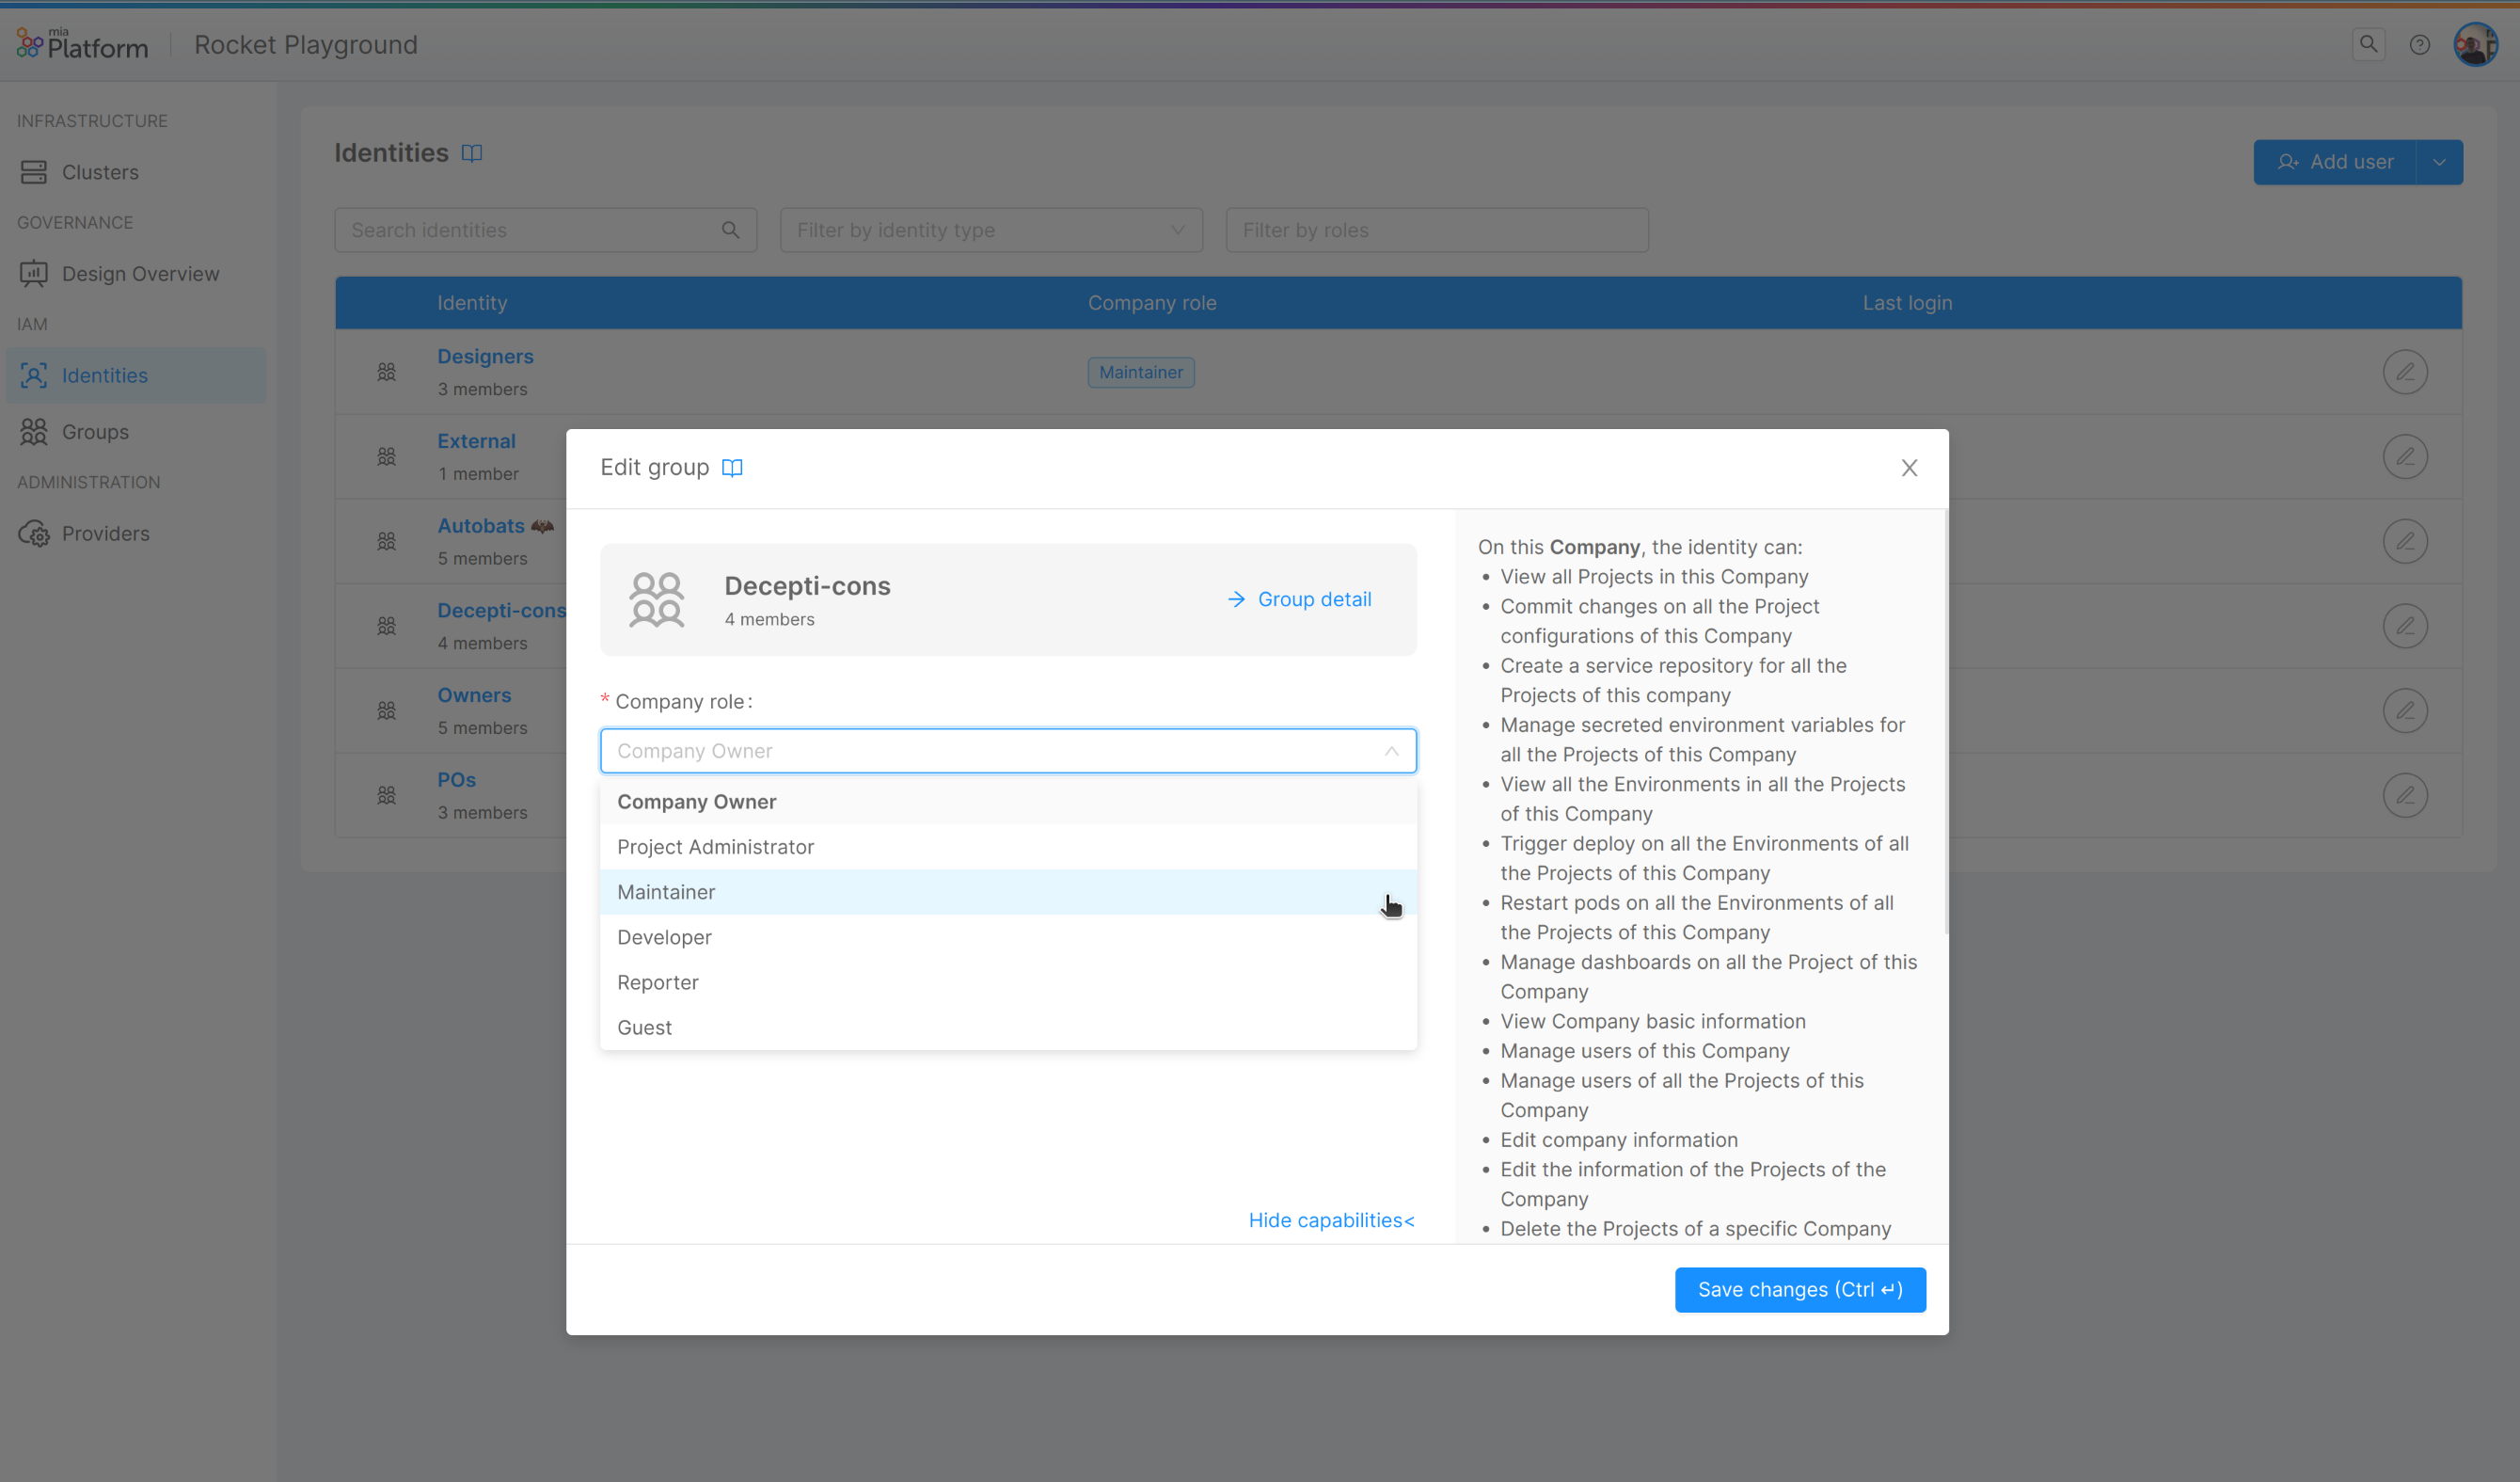 mia
Platform
Rocket Playground
INFRASTRUCTURE
Clusters
GOVERNANCE
Design Overview
IAM
Identities
Groups
ADMINISTRATION
Providers
Identities
Add user
Search identities
Filter by identity type
Filter by roles
Identity
Company role
Last login
Designers
3 members
Maintainer
External
1 member
Autobats 🦇
5 members
Decepti-cons
4 members
Owners
5 members
POs
3 members
Edit group
Decepti-cons
4 members
Group detail
* Company role:
Company Owner
Company Owner
Project Administrator
Maintainer
Developer
Reporter
Guest
Hide capabilities<
On this Company, the identity can:
• View all Projects in this Company
• Commit changes on all the Project
configurations of this Company
• Create a service repository for all the
Projects of this company
• Manage secreted environment variables for
all the Projects of this Company
• View all the Environments in all the Projects
of this Company
• Trigger deploy on all the Environments of all
the Projects of this Company
• Restart pods on all the Environments of all
the Projects of this Company
• Manage dashboards on all the Project of this
Company
• View Company basic information
• Manage users of this Company
• Manage users of all the Projects of this
Company
• Edit company information
• Edit the information of the Projects of the
Company
• Delete the Projects of a specific Company
Save changes (Ctrl ↵)